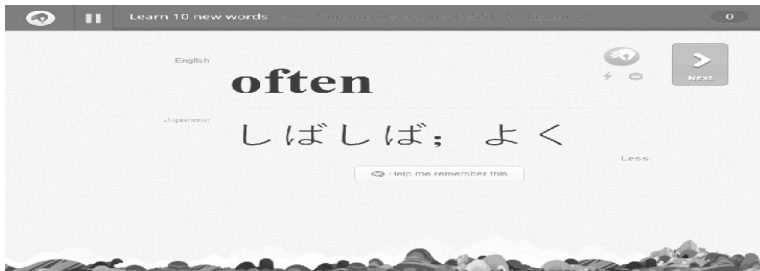 Learn 10 new words
0
English
often
Next
Japanese
しばしば; よく
Less
Help me remember this